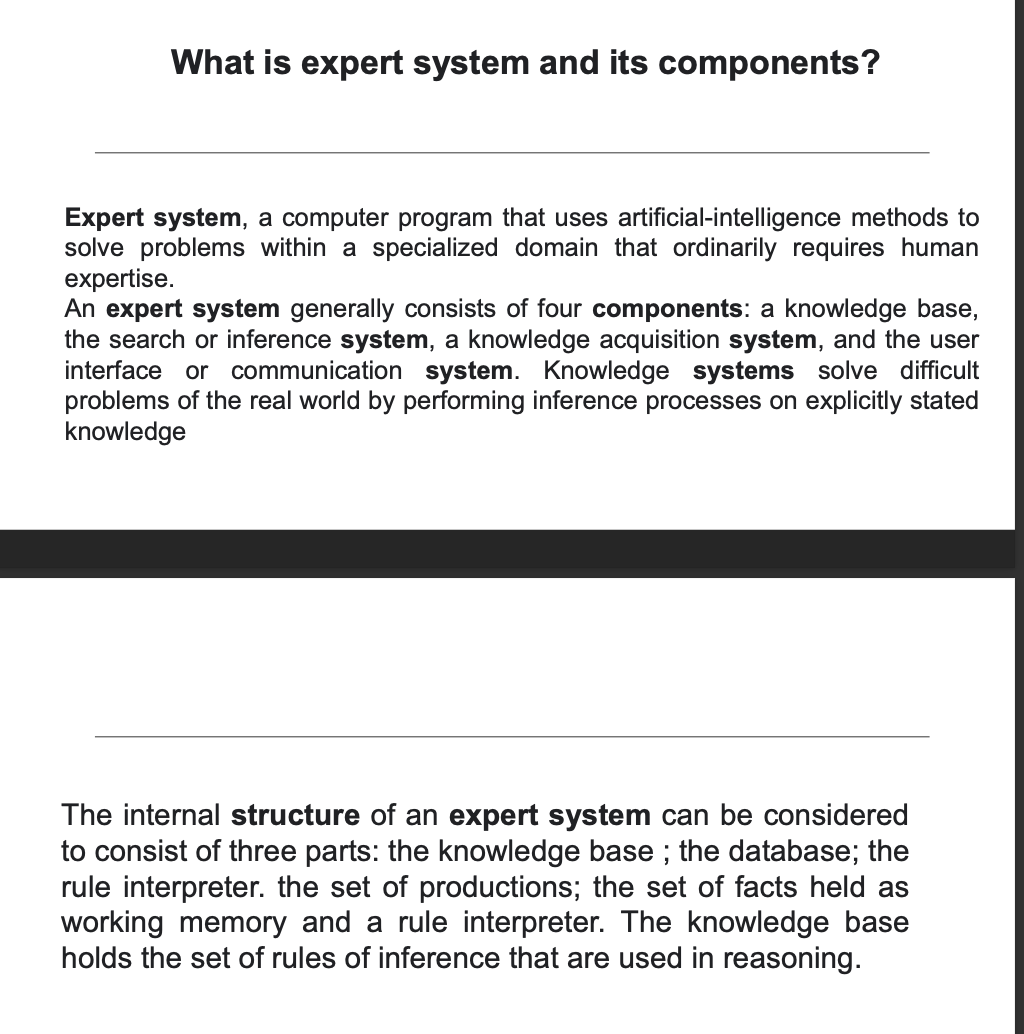 What is expert system and its components?
Expert system, a computer program that uses artificial-intelligence methods to
solve problems within a specialized domain that ordinarily requires human
expertise.
An expert system generally consists of four components: a knowledge base,
the search or inference system, a knowledge acquisition system, and the user
interface or communication system. Knowledge systems solve difficult
problems of the real world by performing inference processes on explicitly stated
knowledge
The internal structure of an expert system can be considered
to consist of three parts: the knowledge base ; the database; the
rule interpreter. the set of productions; the set of facts held as
working memory and a rule interpreter. The knowledge base
holds the set of rules of inference that are used in reasoning.